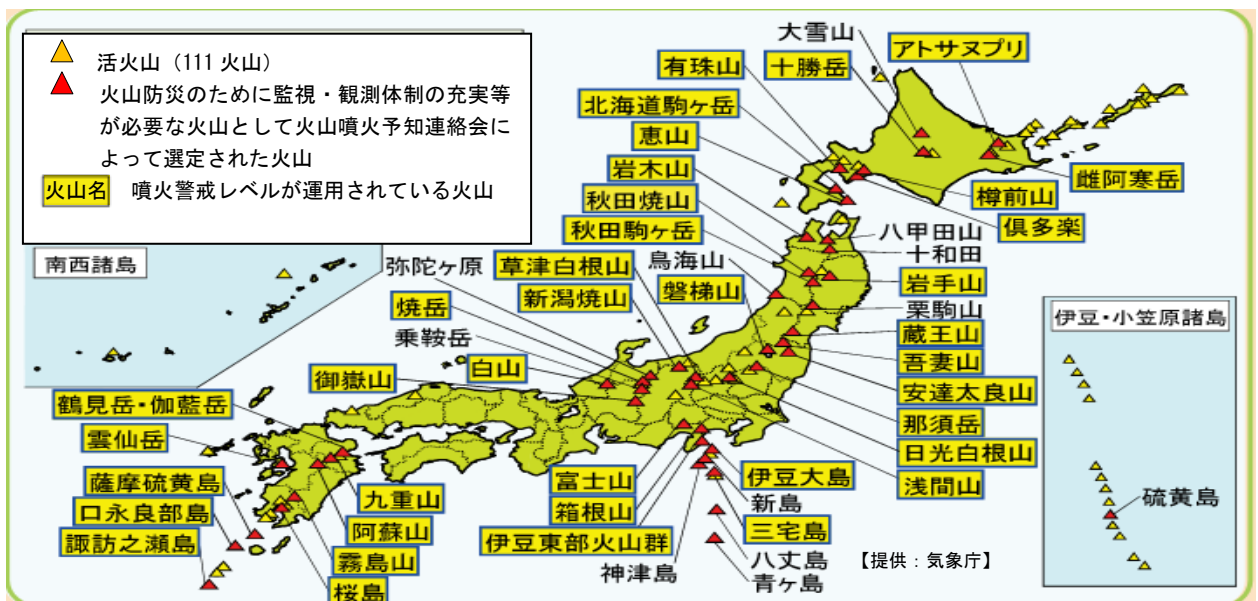 活火山（111 火山）
火山防災のために監視・観測体制の充実等
が必要な火山として火山噴火予知連絡会に
よって選定された火山
火山名 噴火警戒レベルが運用されている火山
南西諸島
大雪山
アトサヌプリ
有珠山
十勝岳
北海道駒ヶ岳
恵山
岩木山
秋田焼山
秋田駒ヶ岳
雌阿寒岳
樽前山
倶多楽
八甲田山
十和田
弥陀ヶ原
草津白根山
鳥海山
岩手山
新潟焼山
磐梯山
栗駒山
焼岳
蔵王山
乗鞍岳
吾妻山
白山
御嶽山
安達太良山
鶴見岳・伽藍岳
那須岳
雲仙岳
日光白根山
薩摩硫黄島
九重山
富士山
伊豆大島
浅間山
口永良部島
阿蘇山
箱根山
新島
諏訪之瀬島
霧島山
伊豆東部火山群
三宅島
桜島
神津島
八丈島
青ヶ島
【提供：気象庁】
伊豆・小笠原諸島
硫黄島